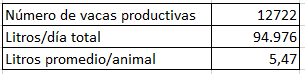 Número de vacas productivas 12722
Litros/día total 94.976
Litros promedio/animal 5,47